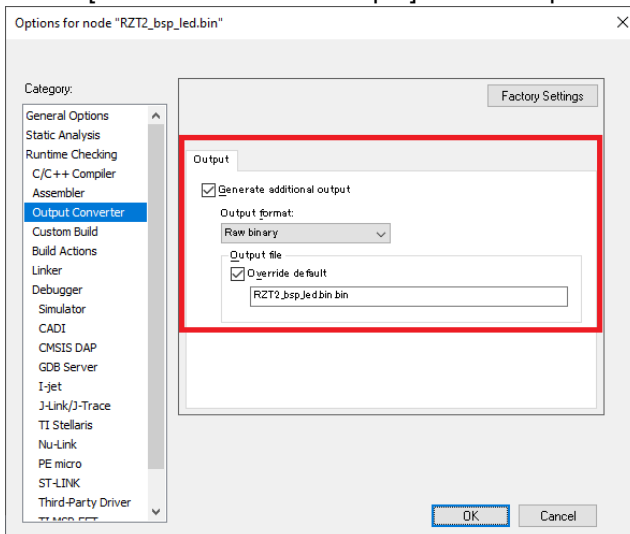 Options for node "RZT2_bsp_led.bin"
Category:
Factory Settings
General Options
Static Analysis
Runtime Checking
C/C++ Compiler
Assembler
Output Converter
Custom Build
Build Actions
Linker
Debugger
Simulator
CADI
CMSIS DAP
GDB Server
I-jet
J-Link/J-Trace
TI Stellaris
Nu-Link
PE micro
ST-LINK
Third-Party Driver
Output
Generate additional output
Output format:
Raw binary
Output file
Override default
RZT2_bsp_led.bin.bin
OK
Cancel